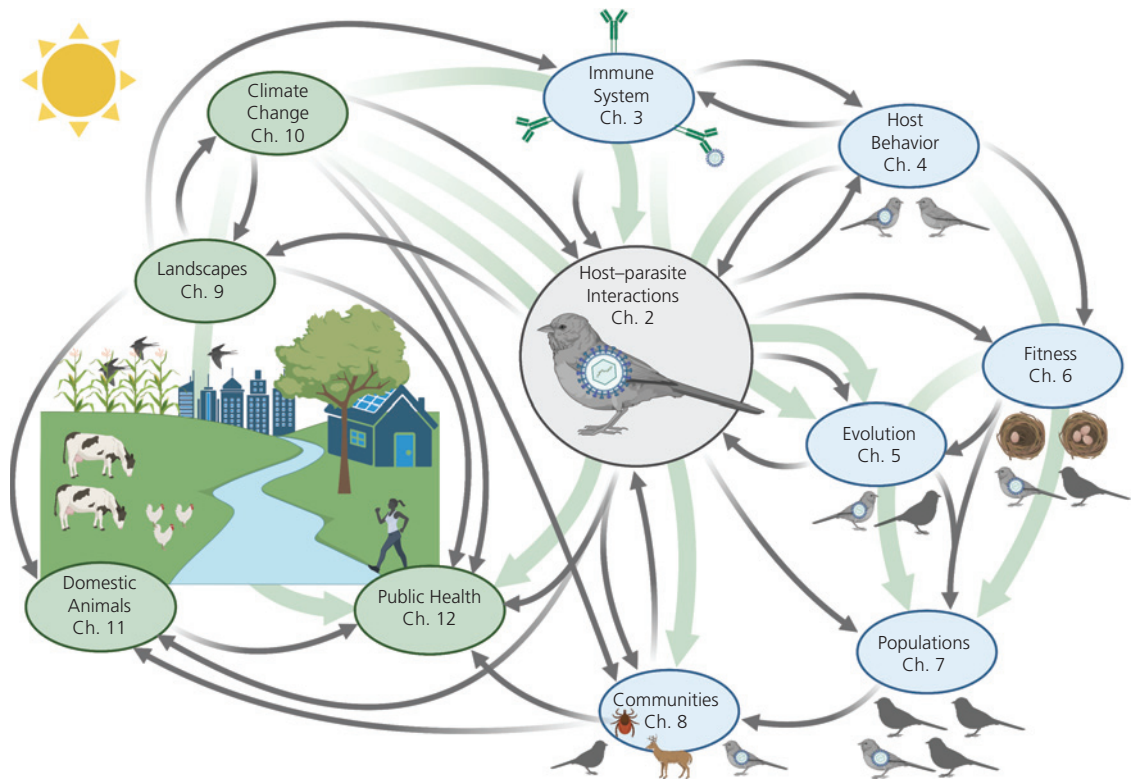 Immune
System
Ch. 3
Climate
Change
Ch. 10
Host
Behavior
Ch. 4
Landscapes
Ch. 9
Host–parasite
Interactions
Ch. 2
Fitness
Ch. 6
Evolution
Ch. 5
Domestic
Animals
Ch. 11
Public Health
Ch. 12
Populations
Ch. 7
Communities
Ch. 8